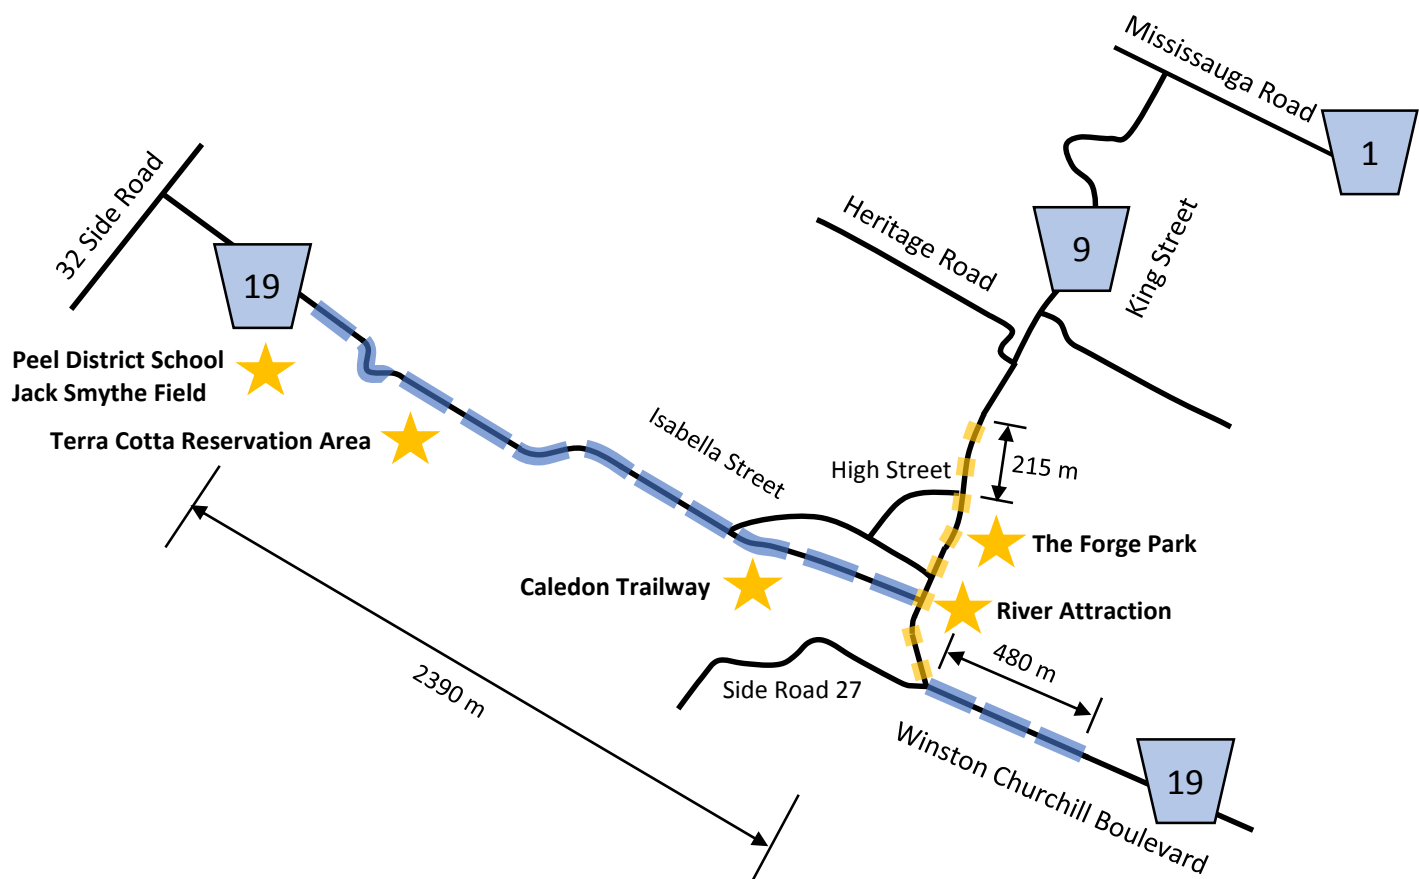 Mississauga Road
1
32 Side Road
Heritage Road
9
King Street
19
Peel District School
Jack Smythe Field
Terra Cotta Reservation Area
Isabella Street
High Street
215 m
The Forge Park
Caledon Trailway
River Attraction
480 m
2390 m
Side Road 27
Winston Churchill Boulevard
19